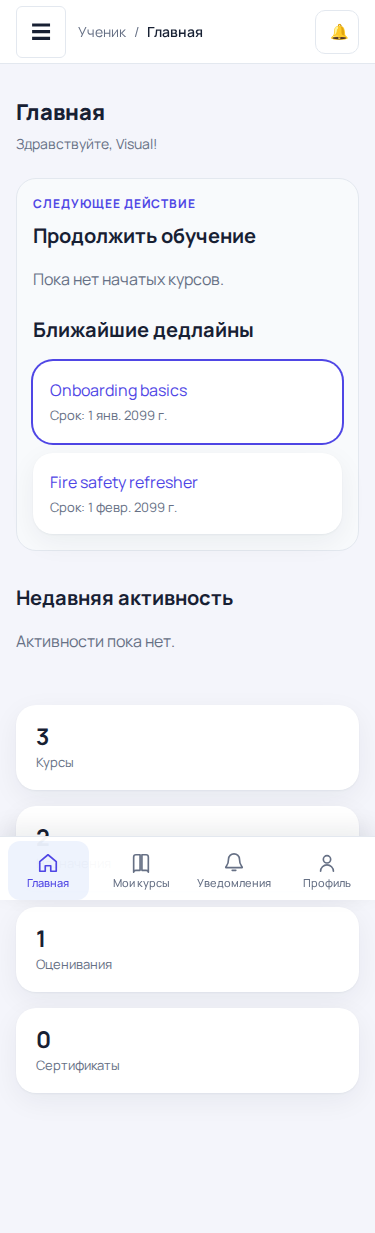 Ученик / Главная
Главная
Здравствуйте, Visual!
СЛЕДУЮЩЕЕ ДЕЙСТВИЕ
Продолжить обучение
Пока нет начатых курсов.
Ближайшие дедлайны
Onboarding basics
Срок: 1 янв. 2099 г.
Fire safety refresher
Срок: 1 февр. 2099 г.
Недавняя активность
Активности пока нет.
3
Курсы
2
Главная
Мои курсы
Уведомления
Профиль
1
Оценивания
0
Сертификаты